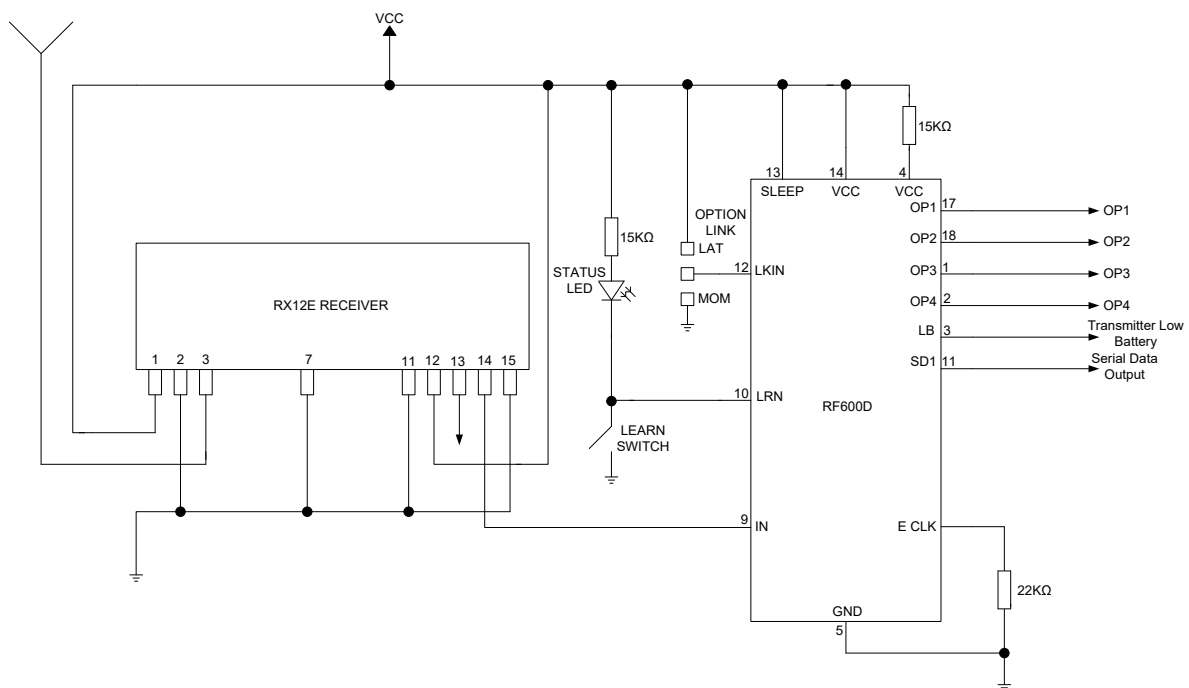 VCC
15KΩ
13
14
4
SLEEP
VCC
VCC
OP1
17
OP1
OPTION
LINK
LAT
OP2
18
OP2
15KΩ
STATUS
LED
12
LKIN
OP3
1
OP3
MOM
OP4
2
OP4
RX12E RECEIVER
LB
3
Transmitter Low
Battery
SD1
11
Serial Data
Output
1
2
3
7
11
12
13
14
15
10
LRN
RF600D
LEARN
SWITCH
9
IN
E CLK
22KΩ
GND
5